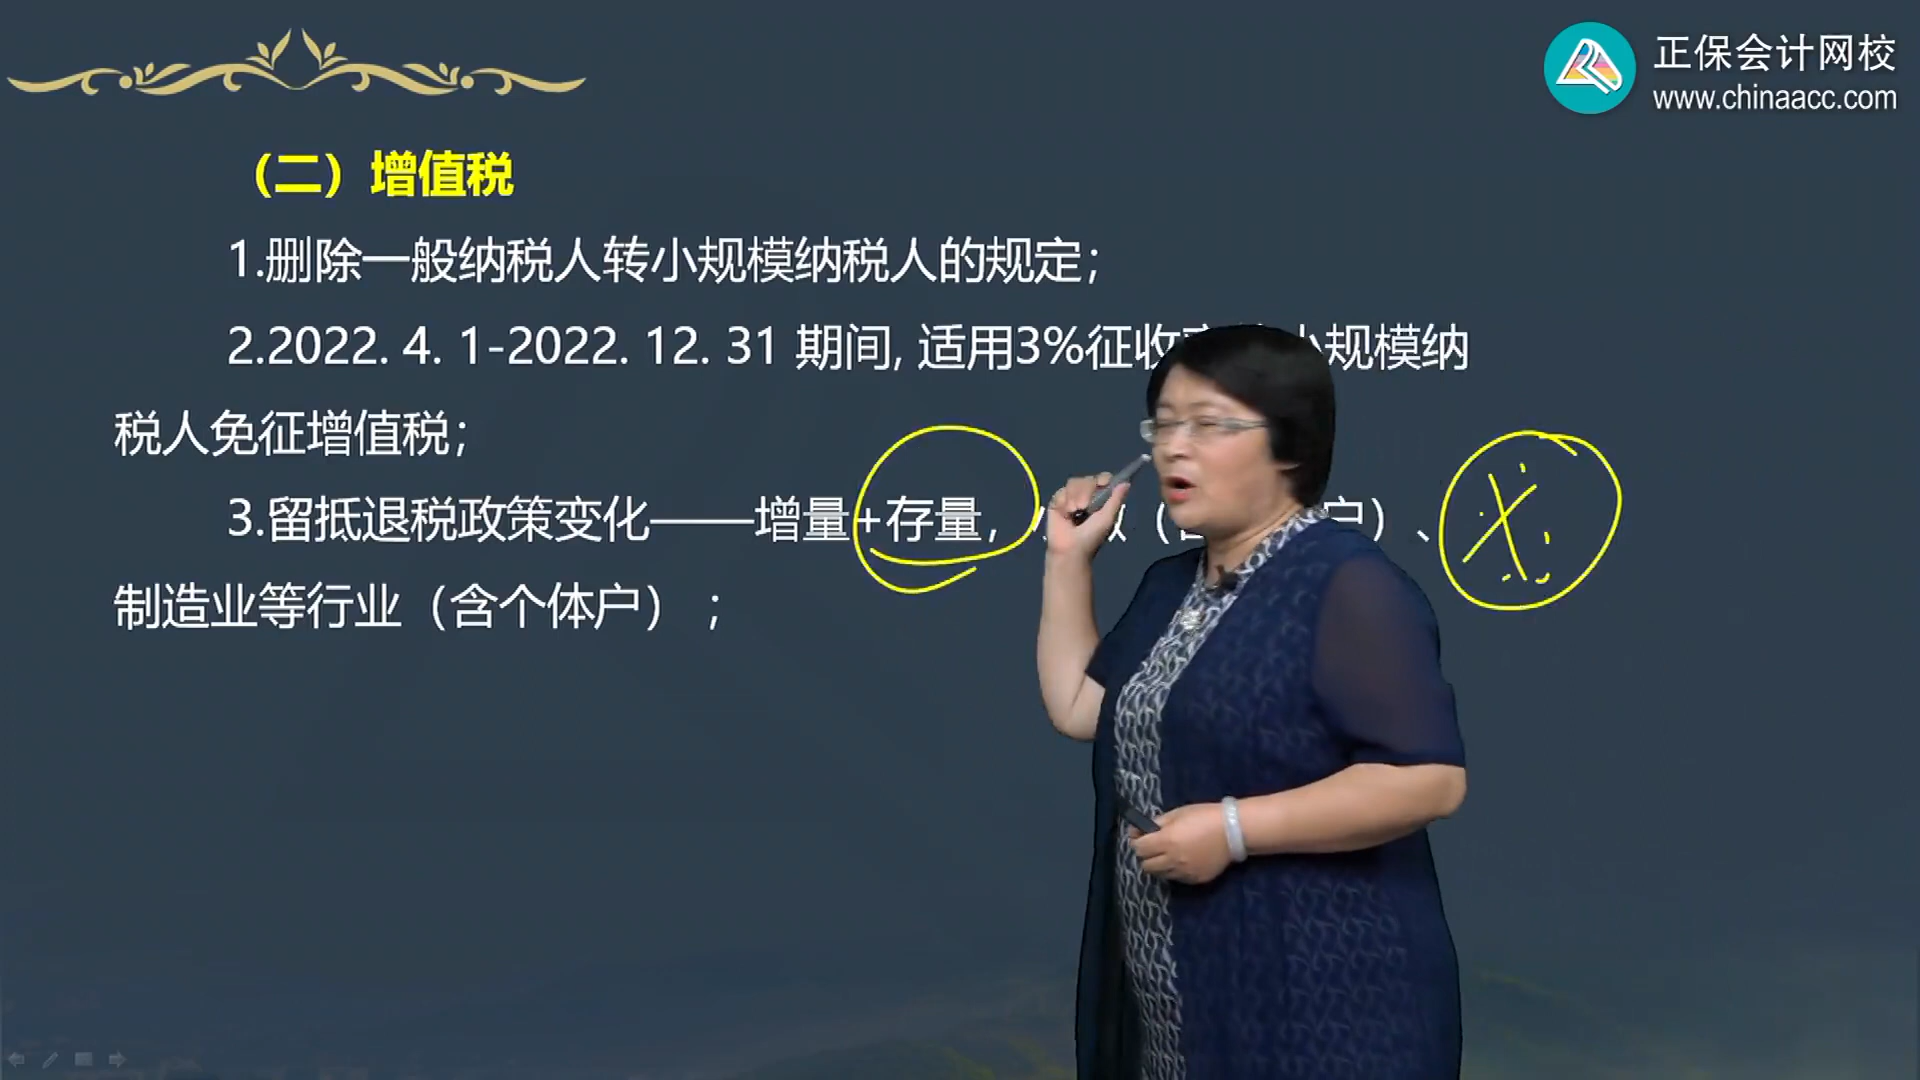 正保会计网校
www.chinaacc.com
（二）增值税
1.删除一般纳税人转小规模纳税人的规定；
2.2022. 4. 1-2022. 12. 31 期间, 适用3%征收 小规模纳
税人免征增值税；
3.留抵退税政策变化——增量+存量， 户）、
制造业等行业（含个体户）；